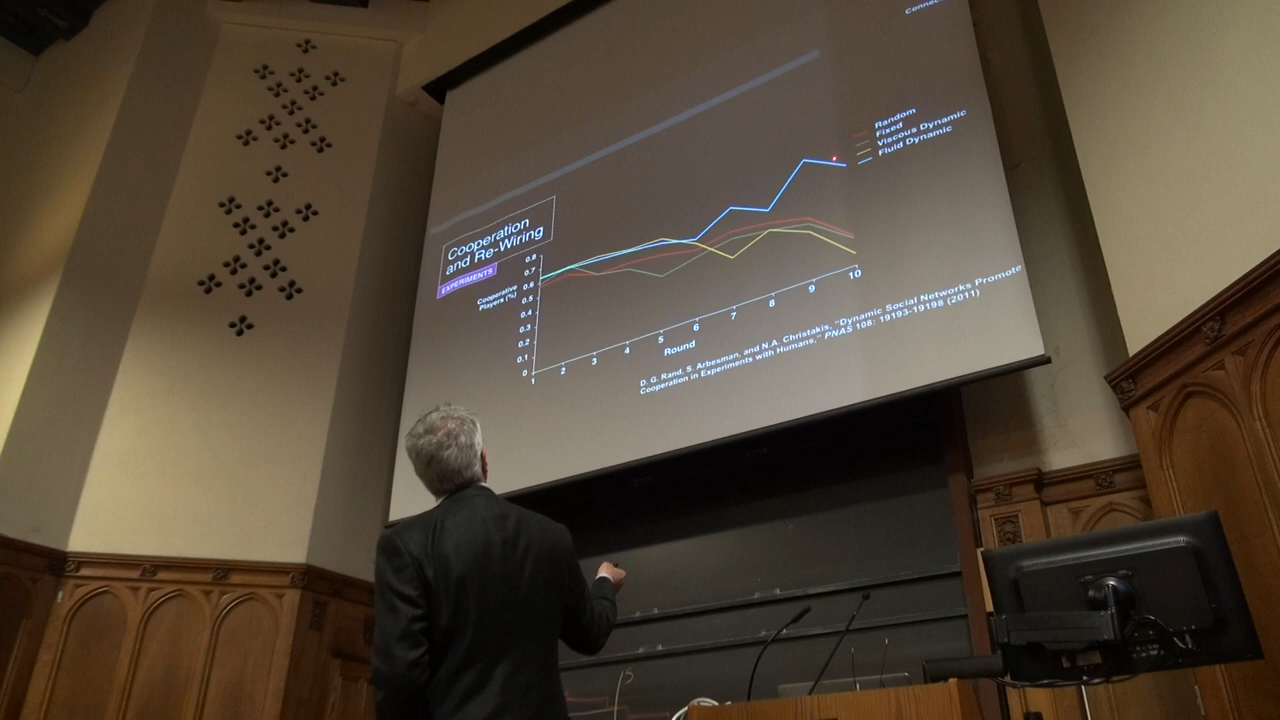 Random
Fixed
Viscous Dynamic
Fluid Dynamic
Cooperation
and Re-Wiring
EXPERIMENTS
Cooperative
Players (%)
0.8
0.7
0.6
0.5
0.4
0.3
0.2
0.1
0
1 2 3 4 5 6 7 8 9 10
Round
D. G. Rand, S. Arbesman, and N.A. Christakis, "Dynamic Social Networks Promote
Cooperation in Experiments with Humans," PNAS 108: 19193-19198 (2011)